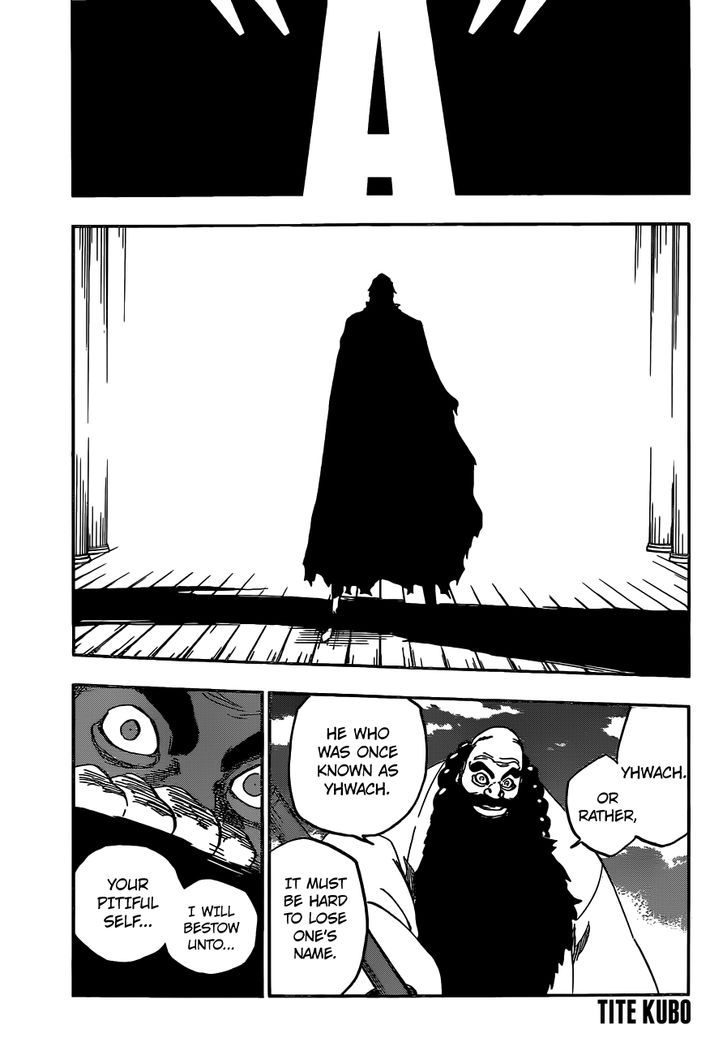 A
YHWACH.
OR
RATHER,
HE WHO
WAS ONCE
KNOWN AS
YHWACH.
IT MUST
BE HARD
TO LOSE
ONE'S
NAME.
I WILL
BESTOW
UNTO...
YOUR
PITIFUL
SELF...
TITE KUBO